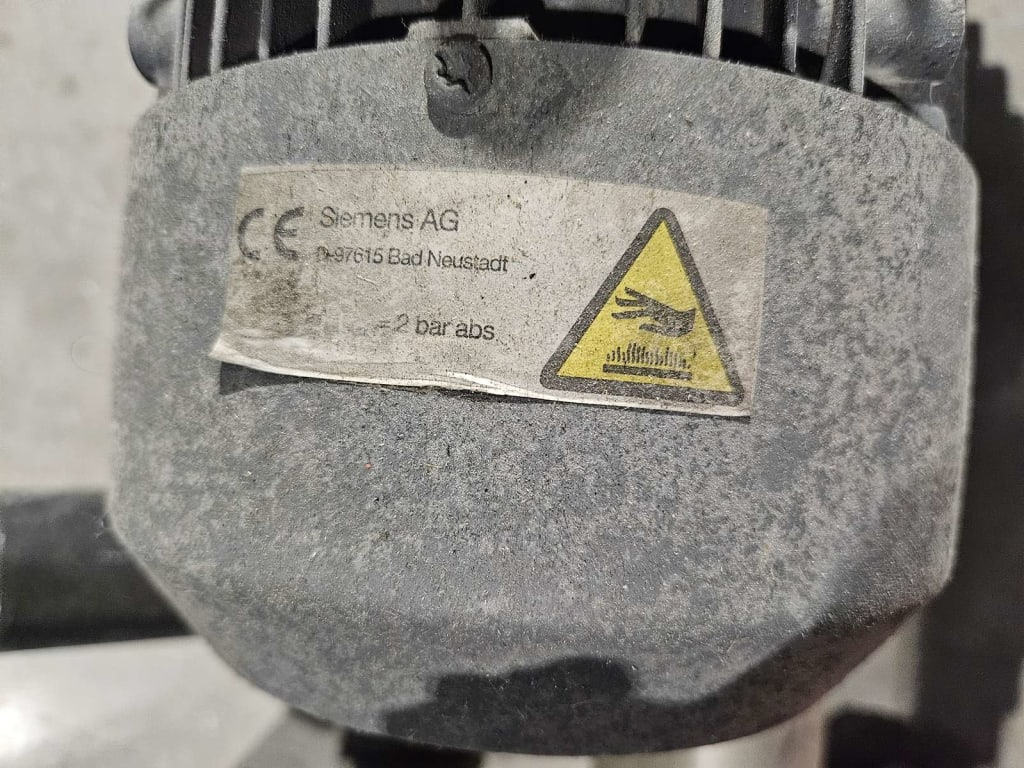 CE Siemens AG
D-97615 Bad Neustadt
= 2 bar abs